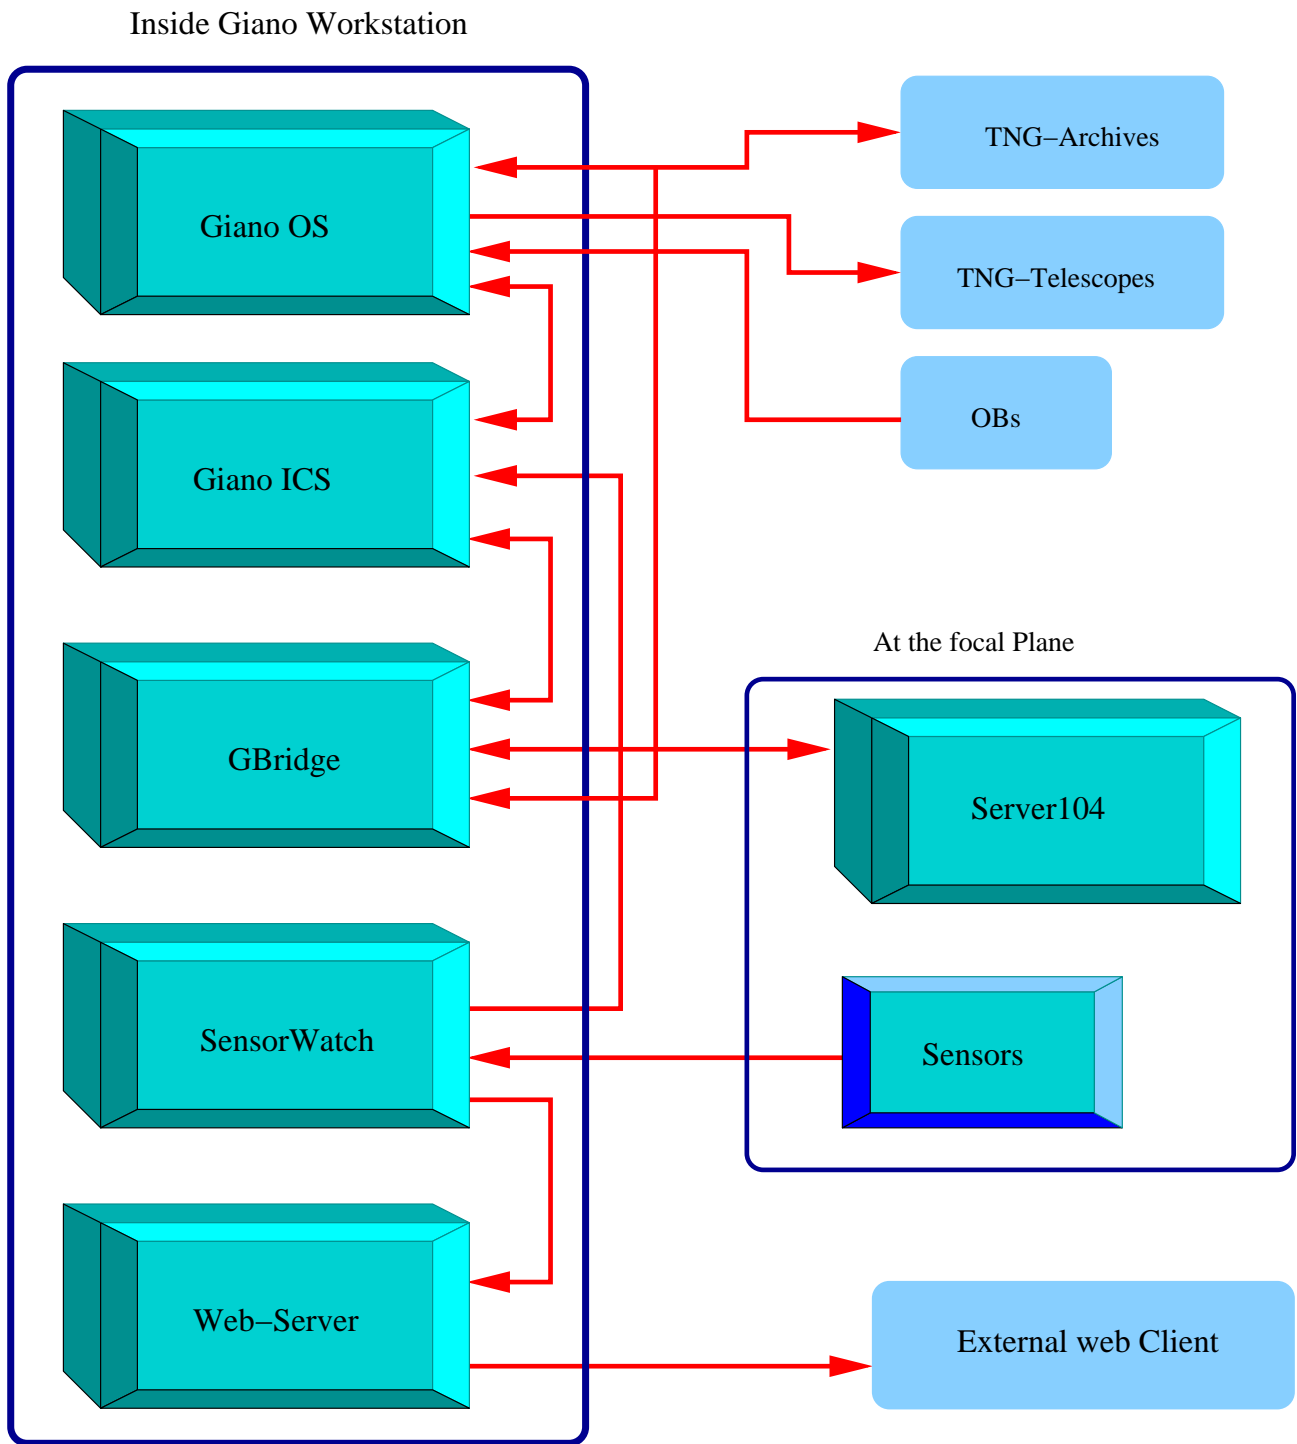 Inside Giano Workstation
TNG−Archives
Giano OS
TNG−Telescopes
OBs
Giano ICS
At the focal Plane
GBridge
Server104
SensorWatch
Sensors
Web−Server
External web Client